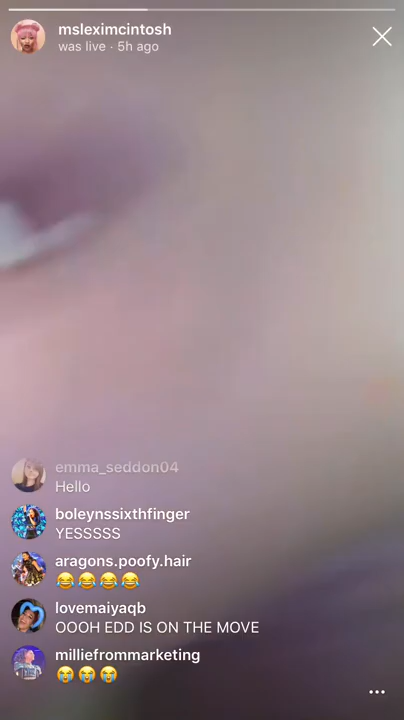 msleximcintosh
was live · 5h ago
emma_seddon04
Hello
boleynssixthfinger
YESSSSS
aragons.poofy.hair
😂😂😂😂
lovemaiyaqb
OOOH EDD IS ON THE MOVE
milliefrommarketing
😭😭😭